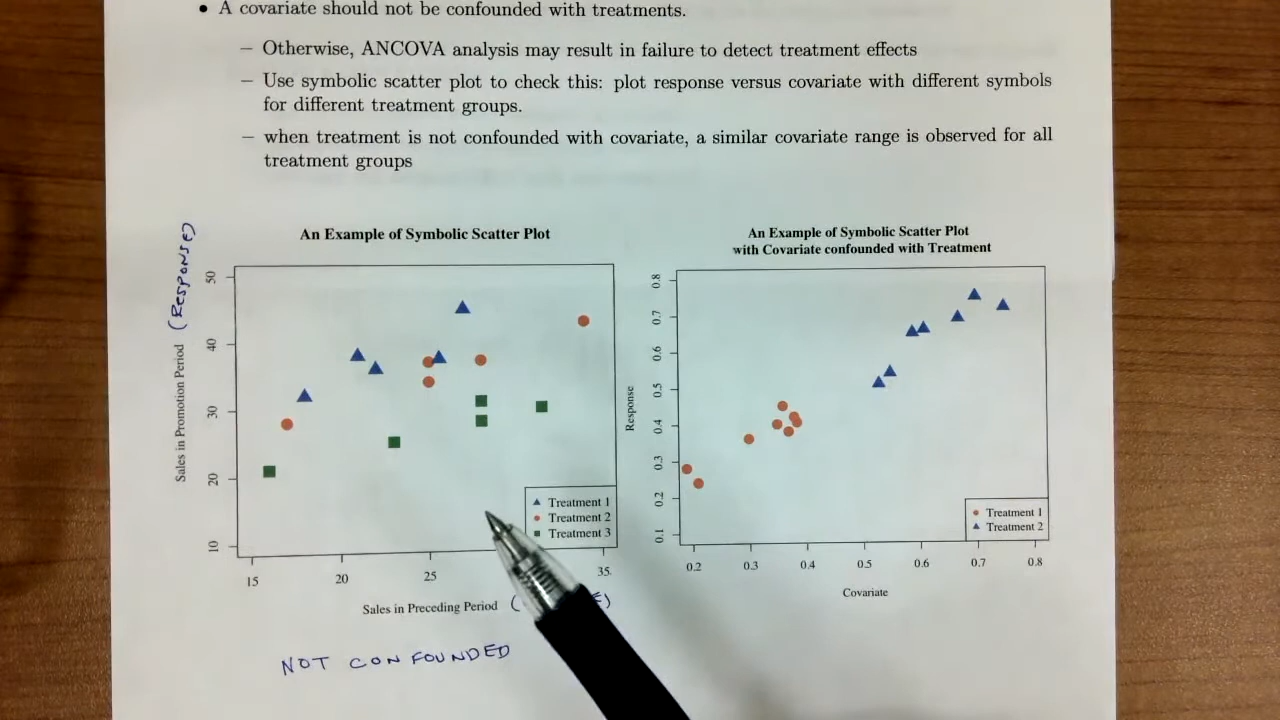 • A covariate should not be confounded with treatments.
– Otherwise, ANCOVA analysis may result in failure to detect treatment effects
– Use symbolic scatter plot to check this: plot response versus covariate with different symbols
for different treatment groups.
– when treatment is not confounded with covariate, a similar covariate range is observed for all
treatment groups
An Example of Symbolic Scatter Plot
Sales in Promotion Period (RESPONSE)
50
40
30
20
10
Treatment 1
Treatment 2
Treatment 3
15 20 25 35
Sales in Preceding Period (
NOT CONFOUNDED
An Example of Symbolic Scatter Plot
with Covariate confounded with Treatment
Response
0.8
0.7
0.6
0.5
0.4
0.3
0.2
0.1
Treatment 1
Treatment 2
0.2 0.3 0.4 0.5 0.6 0.7 0.8
Covariate